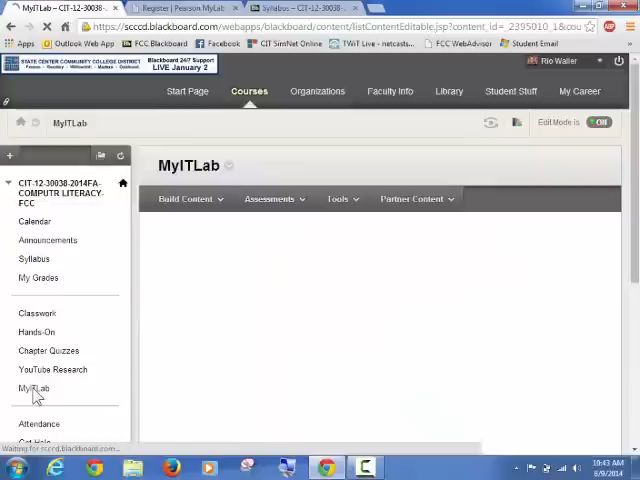 MyITLab – CIT-12-30038-
Register | Pearson MyLab
Syllabus – CIT-12-30038-
https://scccd.blackboard.com/webapps/blackboard/content/listContentEditable.jsp?content_id=_2395010_1&cou
Apps
Outlook Web App
FCC Blackboard
Facebook
CIT SimNet Online
TWiT Live - netcasts...
FCC WebAdvisor
Student Email
STATE CENTER COMMUNITY COLLEGE DISTRICT
Blackboard 24/7 Support
LIVE January 2
Rio Waller
Start Page
Courses
Organizations
Faculty Info
Library
Student Stuff
My Career
MyITLab
Edit Mode is:
MyITLab
CIT-12-30038-2014FA-
COMPUTR LITERACY-
FCC
Build Content
Assessments
Tools
Partner Content
Calendar
Announcements
Syllabus
My Grades
Classwork
Hands-On
Chapter Quizzes
YouTube Research
MyITLab
Attendance
Get Help
Waiting for scccd.blackboard.com...
10:43 AM
8/9/2014